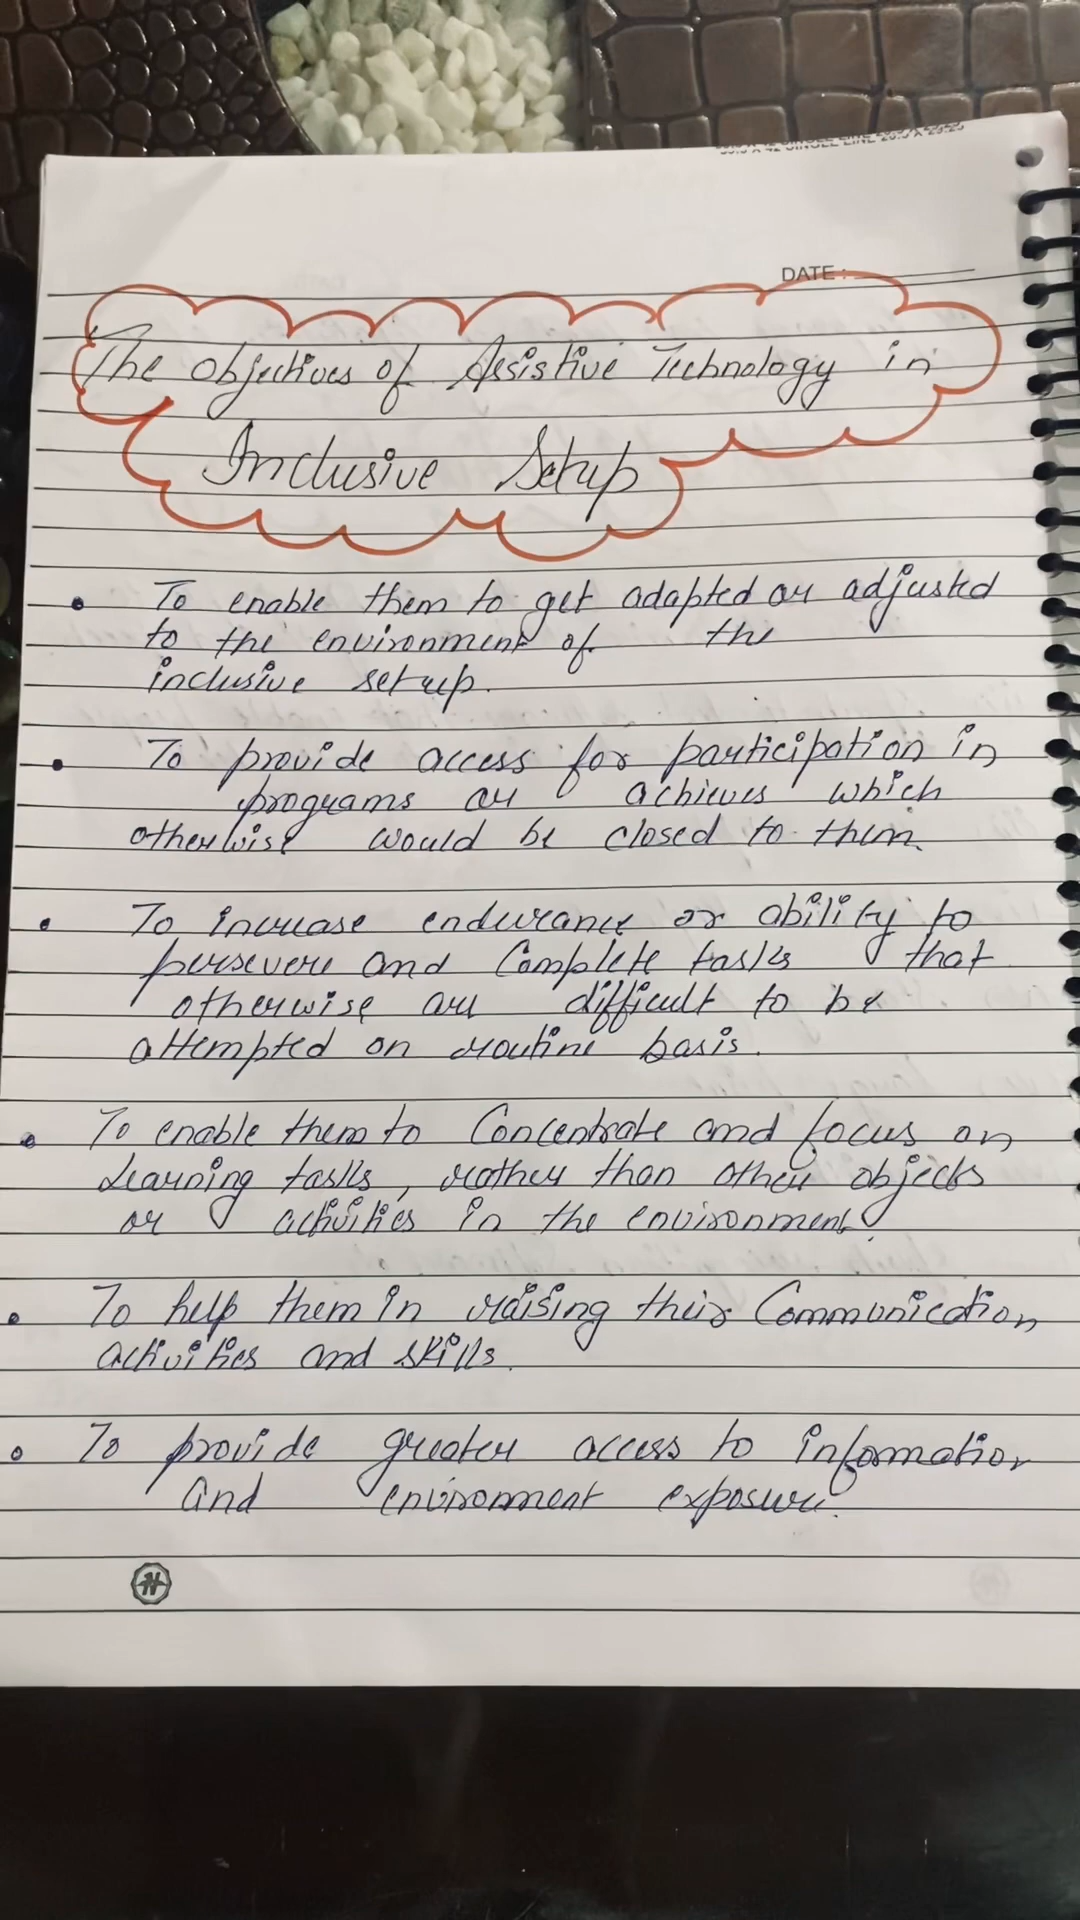 DATE :
The Objectives of Assistive Technology in
Inclusive Setup
• To enable them to get adapted or adjusted
to the environment of the
inclusive set up.
• To provide access for participation in
programs or achieves which
otherwise would be closed to them.
• To increase endurance or ability to
persevere and Complete tasks that
otherwise are difficult to be
attempted on routine basis.
• To enable them to Concentrate and focus on
learning tasks, rather than other objects
or activities in the environment.
• To help them in raising their Communication
activities and skills.
• To provide greater access to information
and environment exposure.